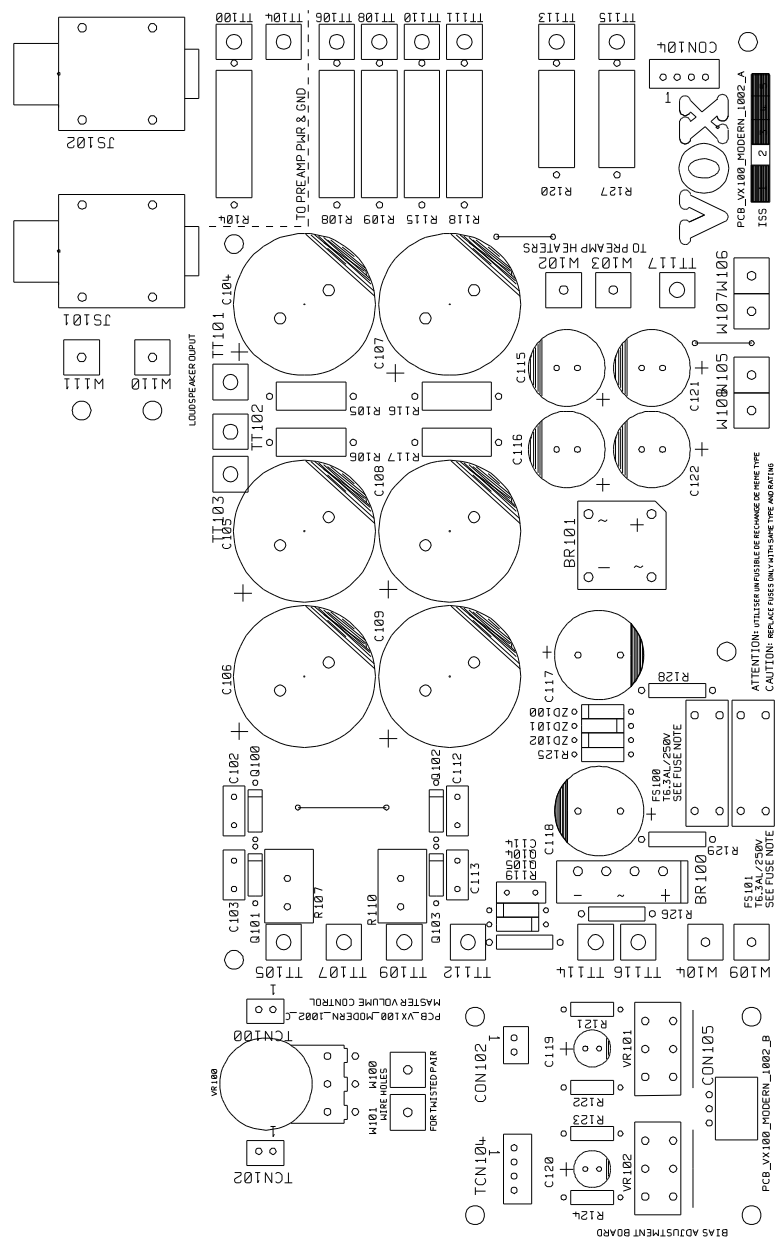 TT100
TT104
TT106
TT108
TT110
TT111
TT113
TT115
CON104
1
JS102
TO PREAMP PWR & GND
VOX
PCB_VX100_MODERN_1002_A
2
ISS
R104
R108
R109
R115
R118
R120
R127
TO PREAMP HEATERS
W102
W103
TT117
W106
W107
C104
JS101
LOUDSPEAKER OUPUT
W111
W110
TT101
C107
C115
C121
W105
W108
R105
R116
TT102
R106
R117
C116
C122
TT103
C105
C108
BR101
ATTENTION: UTILISER UN FUSIBLE DE RECHANGE DE MEME TYPE
CAUTION: REPLACE FUSES ONLY WITH SAME TYPE AND RATING
C106
C109
C117
R128
ZD100
ZD101
ZD102
R125
FS100
T6.3AL/250V
SEE FUSE NOTE
C102
Q100
Q102
C112
C118
R129
C114
Q104
Q105
R119
C103
Q101
R107
R110
Q103
C113
BR100
R126
FS101
T6.3AL/250V
SEE FUSE NOTE
TT105
TT107
TT109
TT112
TT114
TT116
W104
W109
1
TCN100
PCB_VX100_MODERN_1002_C
MASTER VOLUME CONTROL
VR100
W100
W101
WIRE HOLES
FOR TWISTED PAIR
1
TCN102
CON102
1
C119
R121
VR101
CON105
R122
R123
TCN104
1
C120
VR102
R124
PCB_VX100_MODERN_1002_B
BIAS ADJUSTMENT BOARD